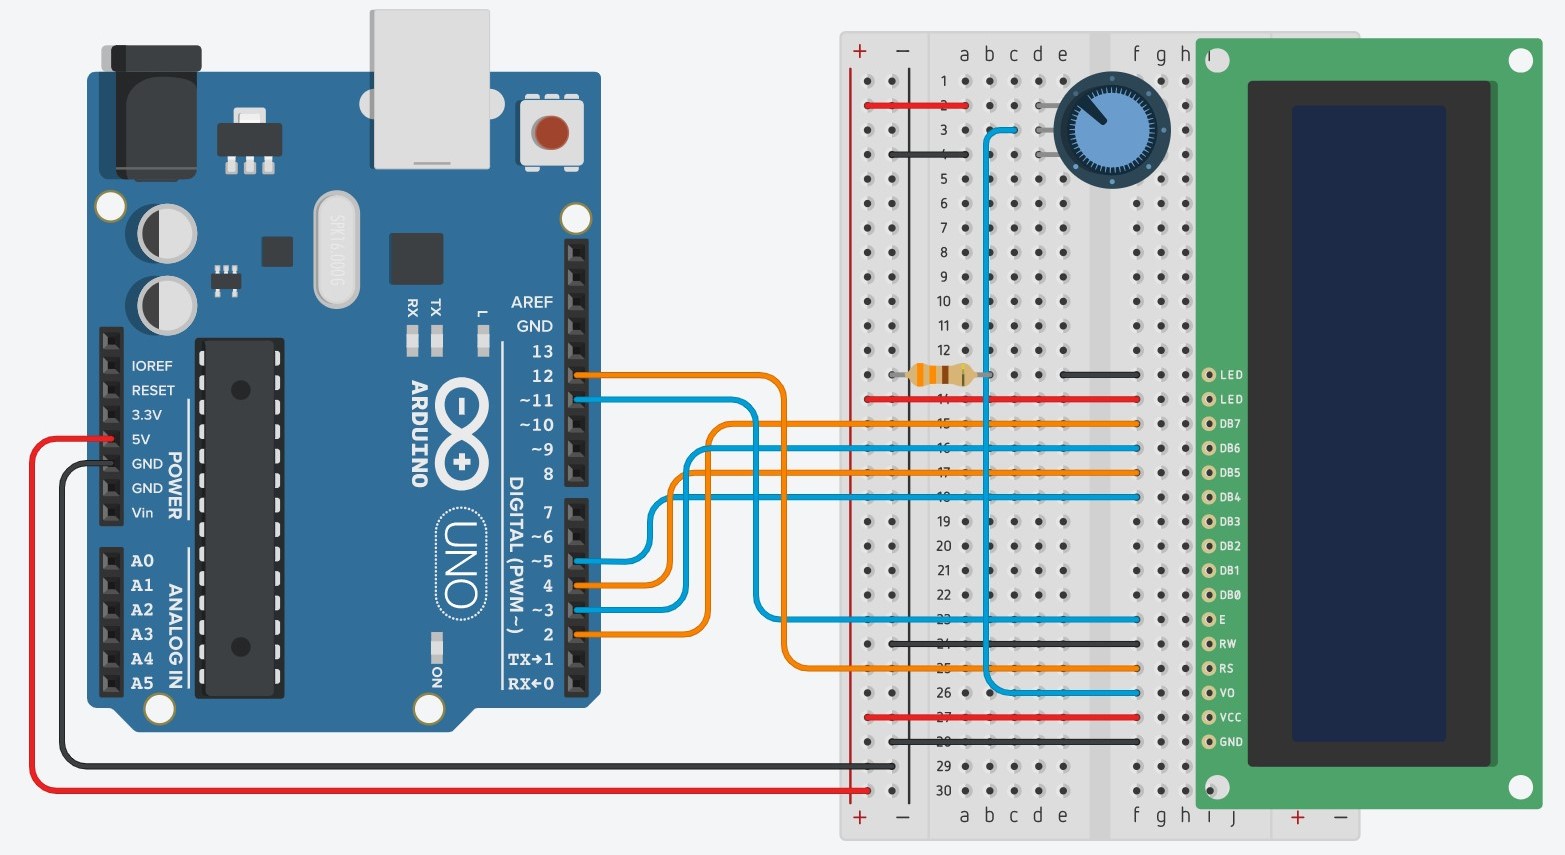 SPK16.000G
RX
TX
L
AREF
GND
13
12
~11
~10
~9
8
7
~6
~5
4
~3
2
TX→1
RX←0
DIGITAL (PWM ~)
ARDUINO
UNO
ON
IOREF
RESET
3.3V
5V
GND
GND
Vin
POWER
A0
A1
A2
A3
A4
A5
ANALOG IN
+ − a b c d e f g h i
1
2
3
4
5
6
7
8
9
10
11
12
14
15
16
17
18
19
20
21
22
23
24
25
26
27
28
29
30
+ − a b c d e f g h i j + −
LED
LED
DB7
DB6
DB5
DB4
DB3
DB2
DB1
DB0
E
RW
RS
VO
VCC
GND